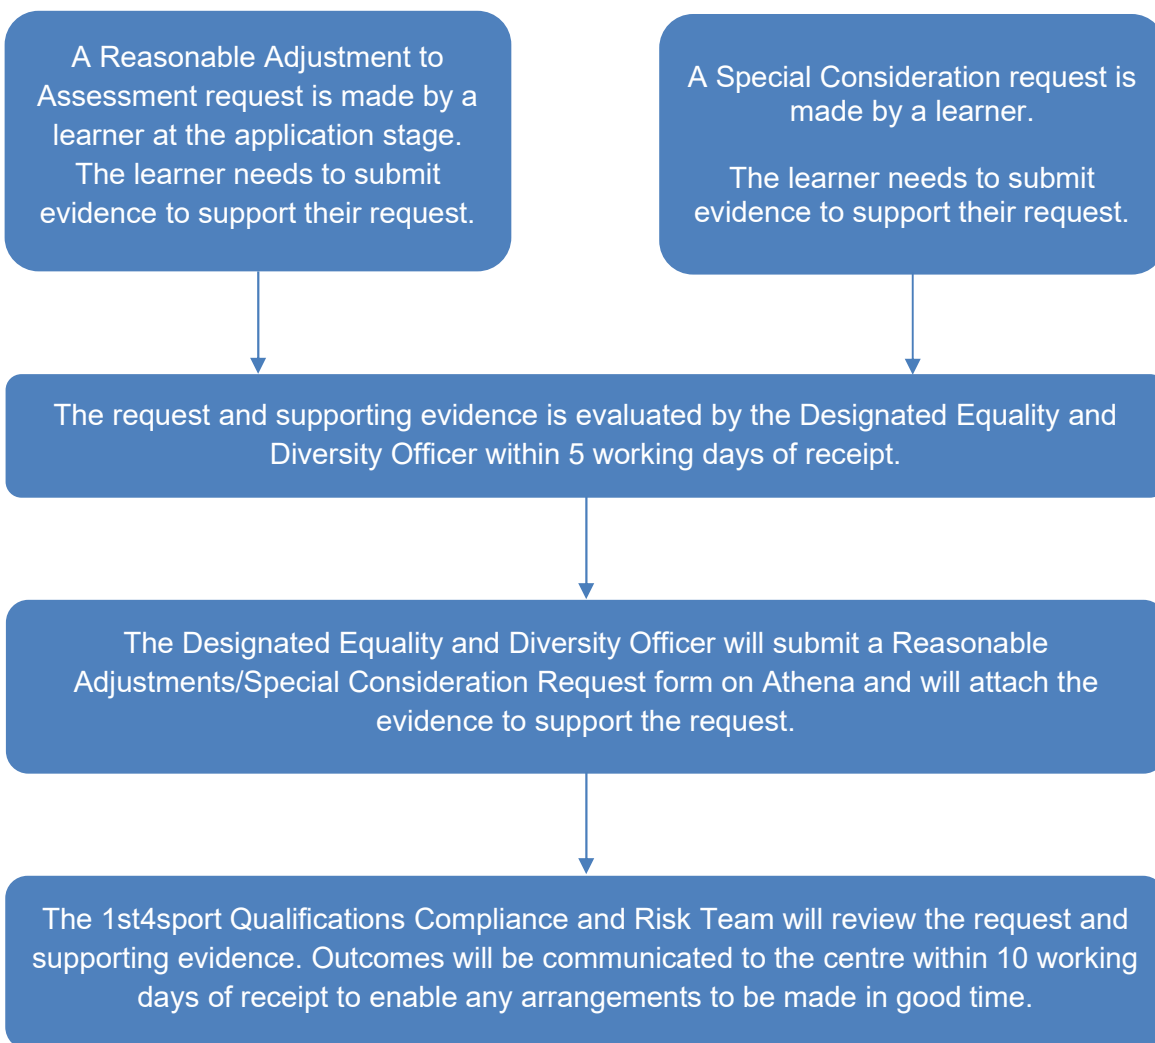 A Reasonable Adjustment to
Assessment request is made by a
learner at the application stage.
The learner needs to submit
evidence to support their request.
A Special Consideration request is
made by a learner.
The learner needs to submit
evidence to support their request.
The request and supporting evidence is evaluated by the Designated Equality and
Diversity Officer within 5 working days of receipt.
The Designated Equality and Diversity Officer will submit a Reasonable
Adjustments/Special Consideration Request form on Athena and will attach the
evidence to support the request.
The 1st4sport Qualifications Compliance and Risk Team will review the request and
supporting evidence. Outcomes will be communicated to the centre within 10 working
days of receipt to enable any arrangements to be made in good time.